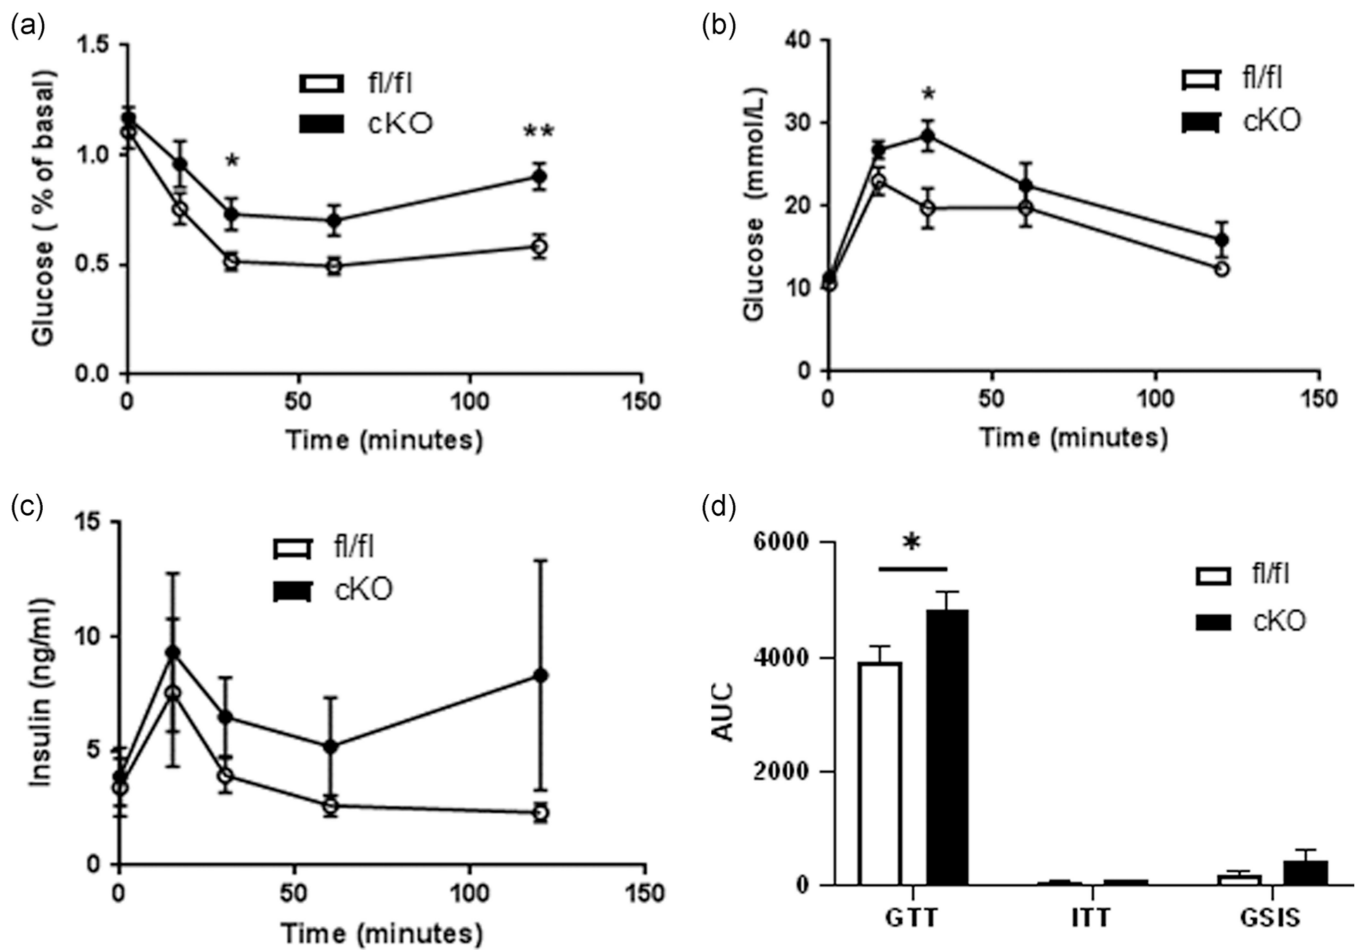 (a)
1.5
1.0
0.5
0.0
Glucose ( % of basal)
fl/fl
cKO
*
**
0 50 100 150
Time (minutes)
(b)
40
30
20
10
0
Glucose (mmol/L)
fl/fl
cKO
*
0 50 100 150
Time (minutes)
(c)
15
10
5
0
Insulin (ng/ml)
fl/fl
cKO
0 50 100 150
Time (minutes)
(d)
6000
4000
2000
0
AUC
*
fl/fl
cKO
GTT ITT GSIS